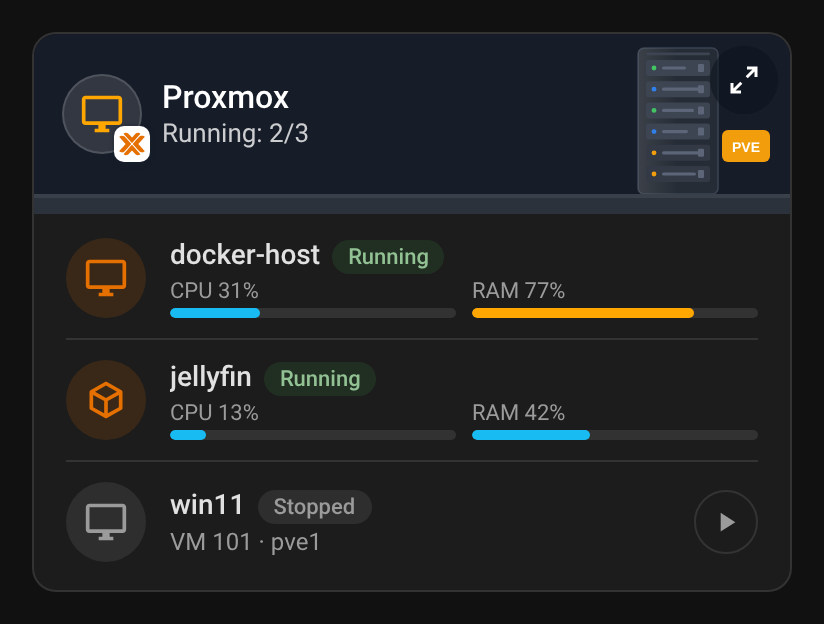 Proxmox
Running: 2/3
PVE
docker-host Running
CPU 31% RAM 77%
jellyfin Running
CPU 13% RAM 42%
win11 Stopped
VM 101 · pve1